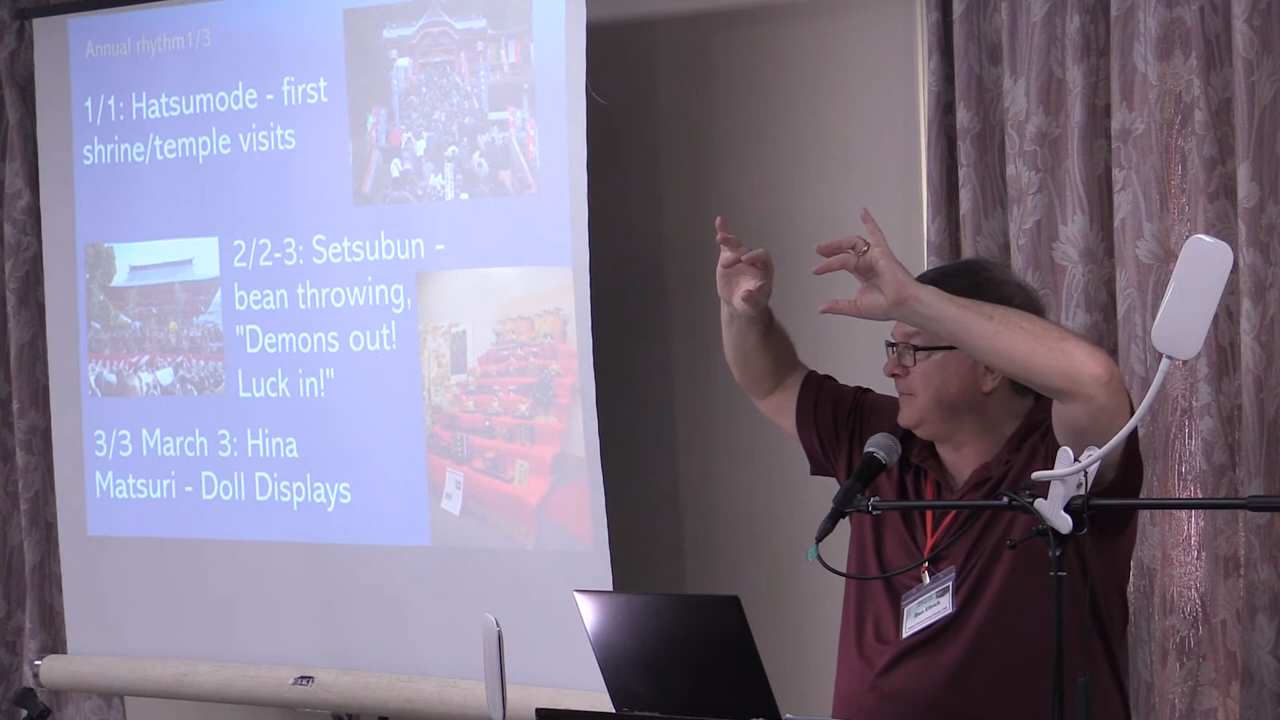 Annual rhythm1/3
1/1: Hatsumode - first
shrine/temple visits
2/2-3: Setsubun -
bean throwing,
"Demons out!
Luck in!"
3/3 March 3: Hina
Matsuri - Doll Displays